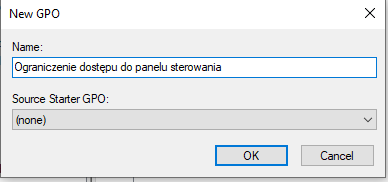 New GPO
Name:
Ograniczenie dostępu do panelu sterowania
Source Starter GPO:
(none)
OK
Cancel